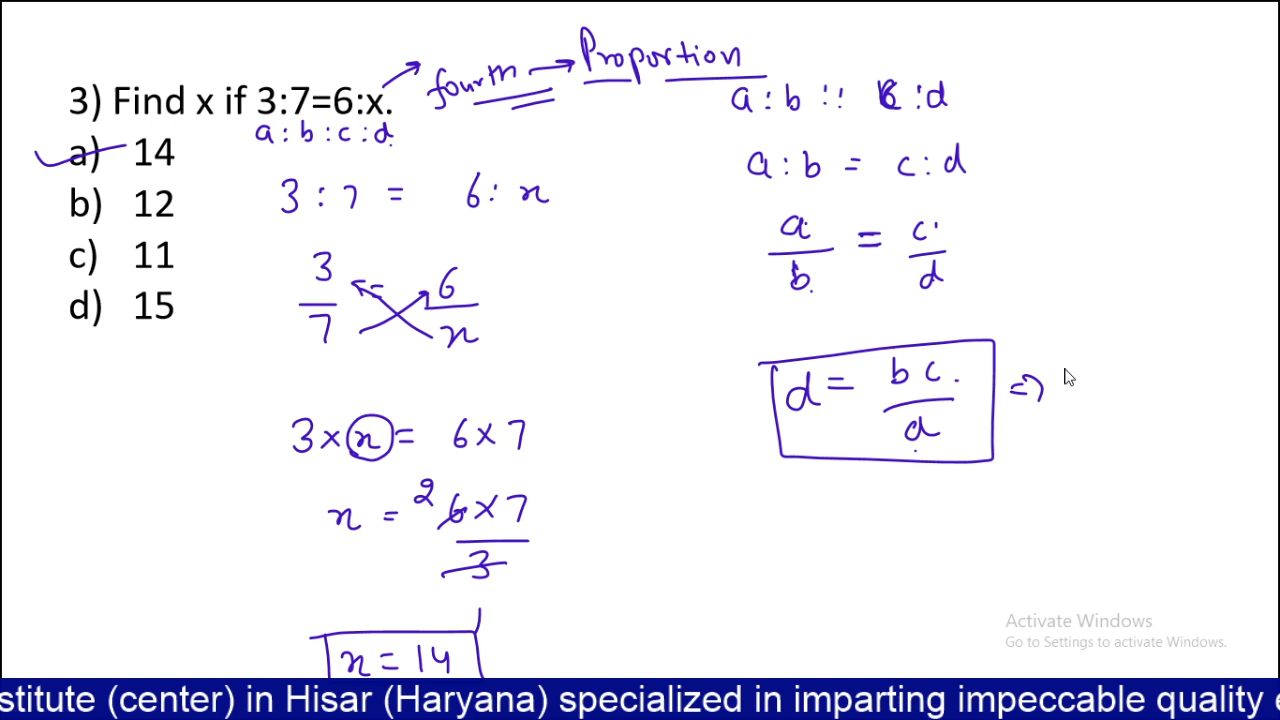 3) Find x if 3:7=6:x.
fourth → Proportion
a : b :: c : d
a : b : c : d
a) 14
b) 12
c) 11
d) 15
3 : 7 = 6 : x
3/7 = 6/x
3 × x = 6 × 7
x = 2 6 × 7 / 3
x = 14
a : b = c : d
a/b = c/d
d = bc. / a ⇒
Activate Windows
Go to Settings to activate Windows.
stitute (center) in Hisar (Haryana) specialized in imparting impeccable quality